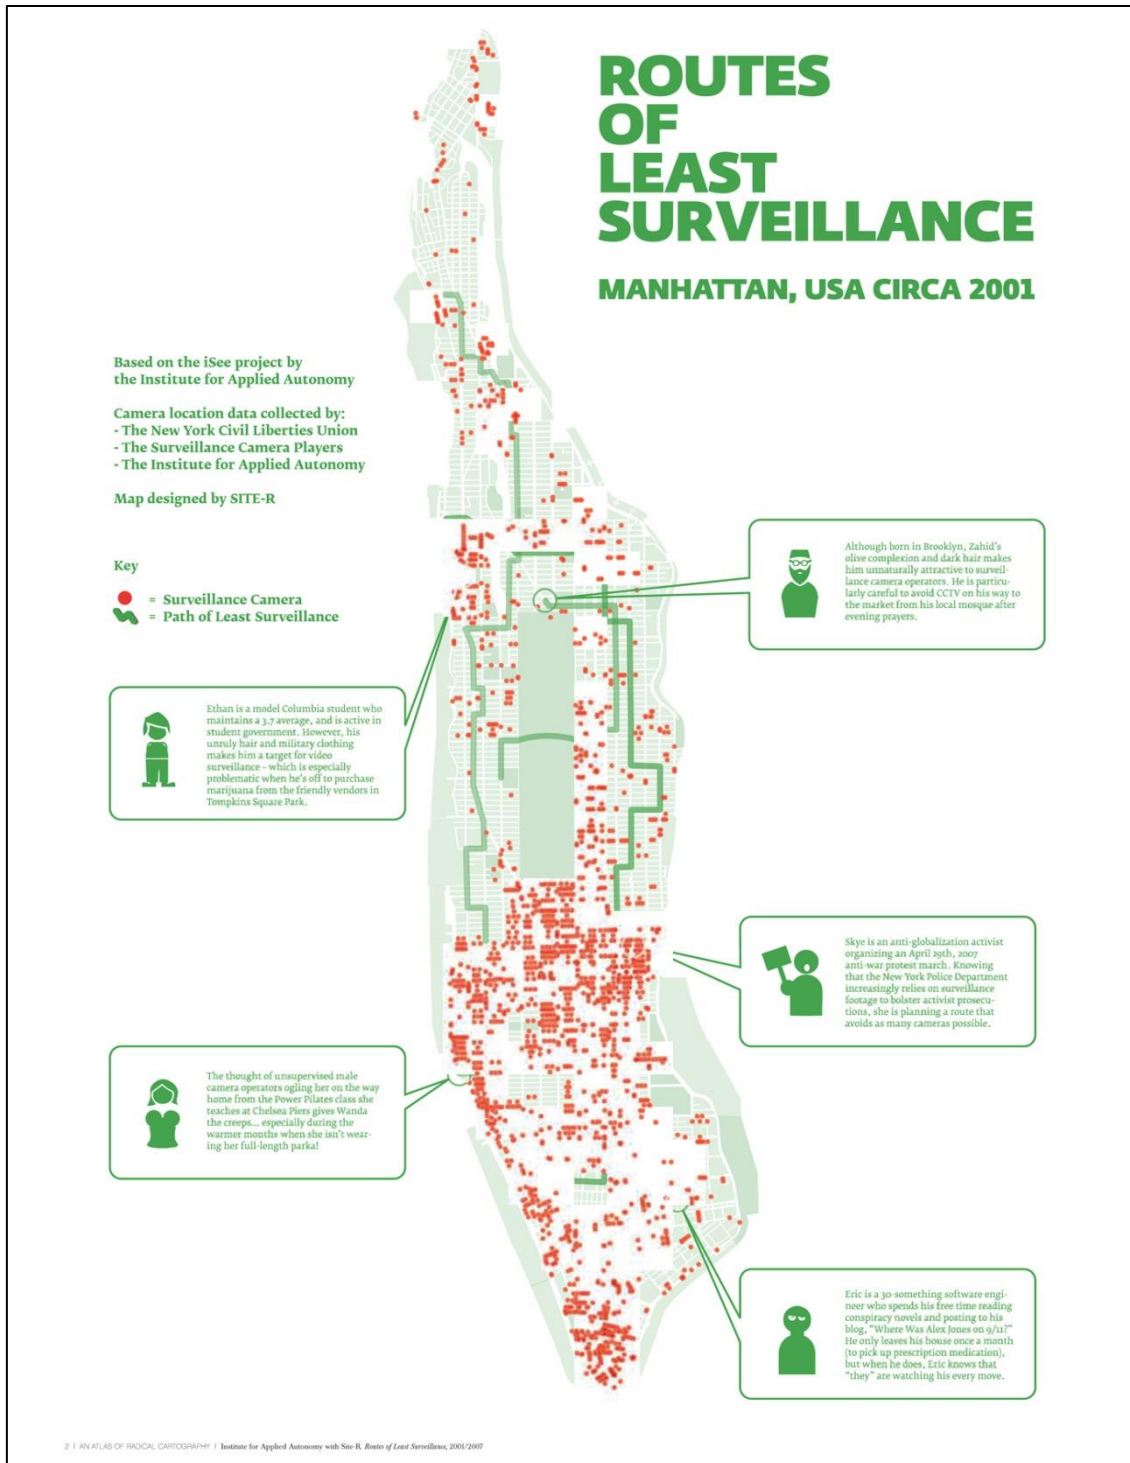 ROUTES
OF
LEAST
SURVEILLANCE
MANHATTAN, USA CIRCA 2001
Based on the iSee project by
the Institute for Applied Autonomy
Camera location data collected by:
- The New York Civil Liberties Union
- The Surveillance Camera Players
- The Institute for Applied Autonomy
Map designed by SITE-R
Key
= Surveillance Camera
= Path of Least Surveillance
Although born in Brooklyn, Zahid's
olive complexion and dark hair makes
him unnaturally attractive to surveil-
lance camera operators. He is particu-
larly careful to avoid CCTV on his way to
the market from his local mosque after
evening prayers.
Ethan is a model Columbia student who
maintains a 3.7 average, and is active in
student government. However, his
unruly hair and military clothing
makes him a target for video
surveillance – which is especially
problematic when he's off to purchase
marijuana from the friendly vendors in
Tompkins Square Park.
Skye is an anti-globalization activist
organizing an April 29th, 2007
anti-war protest march. Knowing
that the New York Police Department
increasingly relies on surveillance
footage to bolster activist prosecu-
tions, she is planning a route that
avoids as many cameras possible.
The thought of unsupervised male
camera operators ogling her on the way
home from the Power Pilates class she
teaches at Chelsea Piers gives Wanda
the creeps... especially during the
warmer months when she isn't wear-
ing her full-length parka!
Eric is a 30-something software engi-
neer who spends his free time reading
conspiracy novels and posting to his
blog, "Where Was Alex Jones on 9/11?"
He only leaves his house once a month
(to pick up prescription medication),
but when he does, Eric knows that
"they" are watching his every move.
2 | AN ATLAS OF RADICAL CARTOGRAPHY | Institute for Applied Autonomy with Site-R, Routes of Least Surveillance, 2001/2007